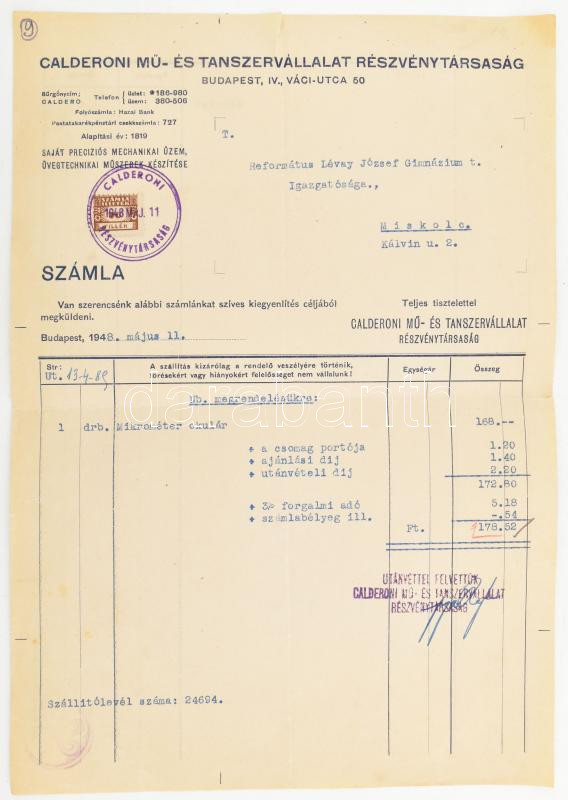 9
CALDERONI MŰ- ÉS TANSZERVÁLLALAT RÉSZVÉNYTÁRSASÁG
BUDAPEST, IV., VÁCI-UTCA 50
Sürgönycím: CALDERO
Telefon { üzlet: *186-980
üzem: 380-506
Folyószámla: Hazai Bank
Postatakarékpénztári csekkszámla: 727
Alapítási év: 1819
SAJÁT PRECIZIÓS MECHANIKAI ÜZEM,
ÜVEGTECHNIKAI MŰSZEREK KÉSZÍTÉSE
T.
Református Lévay József Gimnázium t.
Igazgatósága.,
Miskolc.
Kálvin u. 2.
CALDERONI
1948 MÁJ. 11
FILLÉR
RÉSZVÉNYTÁRSASÁG
SZÁMLA
Van szerencsénk alábbi számlánkat szíves kiegyenlítés céljából
megküldeni.
Teljes tisztelettel
CALDERONI MŰ- ÉS TANSZERVÁLLALAT
RÉSZVÉNYTÁRSASÁG
Budapest, 1948. május 11.
Str:
Ut.
A szállítás kizárólag a rendelő veszélyére történik,
törésekért vagy hiányokért felelősséget nem vállalunk!
Egységár
Összeg
Nb. megrendelésükre:
1 drb. Mikrométer okulár 168.--
+ a csomag portója 1.20
+ ajánlási díj 1.40
+ utánvételi díj 2.20
172.80
+ 3% forgalmi adó 5.18
+ számlabélyeg ill. -.54
Ft. 178.52
UTÁNVÉTTEL FELVETTÜK
CALDERONI MŰ- ÉS TANSZERVÁLLALAT
RÉSZVÉNYTÁRSASÁG
Szállítólevél száma: 24694.
darabanth